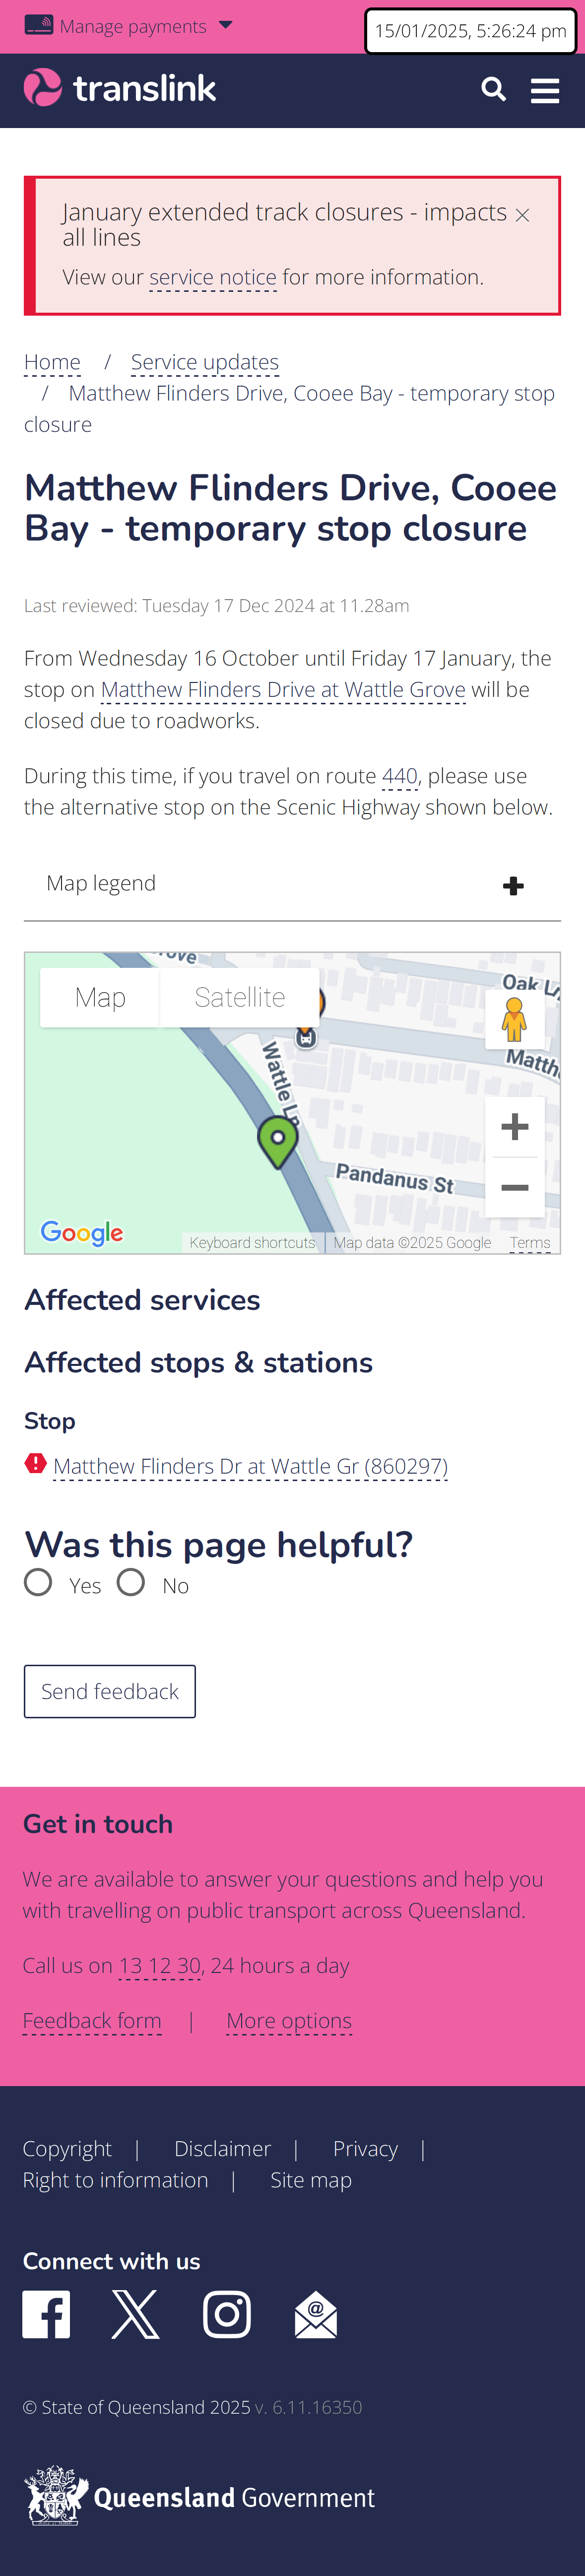 Manage payments
15/01/2025, 5:26:24 pm
translink
January extended track closures - impacts
all lines
View our service notice for more information.
Home / Service updates
/ Matthew Flinders Drive, Cooee Bay - temporary stop
closure
Matthew Flinders Drive, Cooee
Bay - temporary stop closure
Last reviewed: Tuesday 17 Dec 2024 at 11.28am
From Wednesday 16 October until Friday 17 January, the
stop on Matthew Flinders Drive at Wattle Grove will be
closed due to roadworks.
During this time, if you travel on route 440, please use
the alternative stop on the Scenic Highway shown below.
Map legend
Map
Satellite
Oak Ln
Matth
Wattle Ln
Pandanus St
Google
Keyboard shortcuts
Map data ©2025 Google
Terms
Affected services
Affected stops & stations
Stop
Matthew Flinders Dr at Wattle Gr (860297)
Was this page helpful?
Yes No
Send feedback
Get in touch
We are available to answer your questions and help you
with travelling on public transport across Queensland.
Call us on 13 12 30, 24 hours a day
Feedback form | More options
Copyright | Disclaimer | Privacy |
Right to information | Site map
Connect with us
© State of Queensland 2025 v. 6.11.16350
Queensland Government